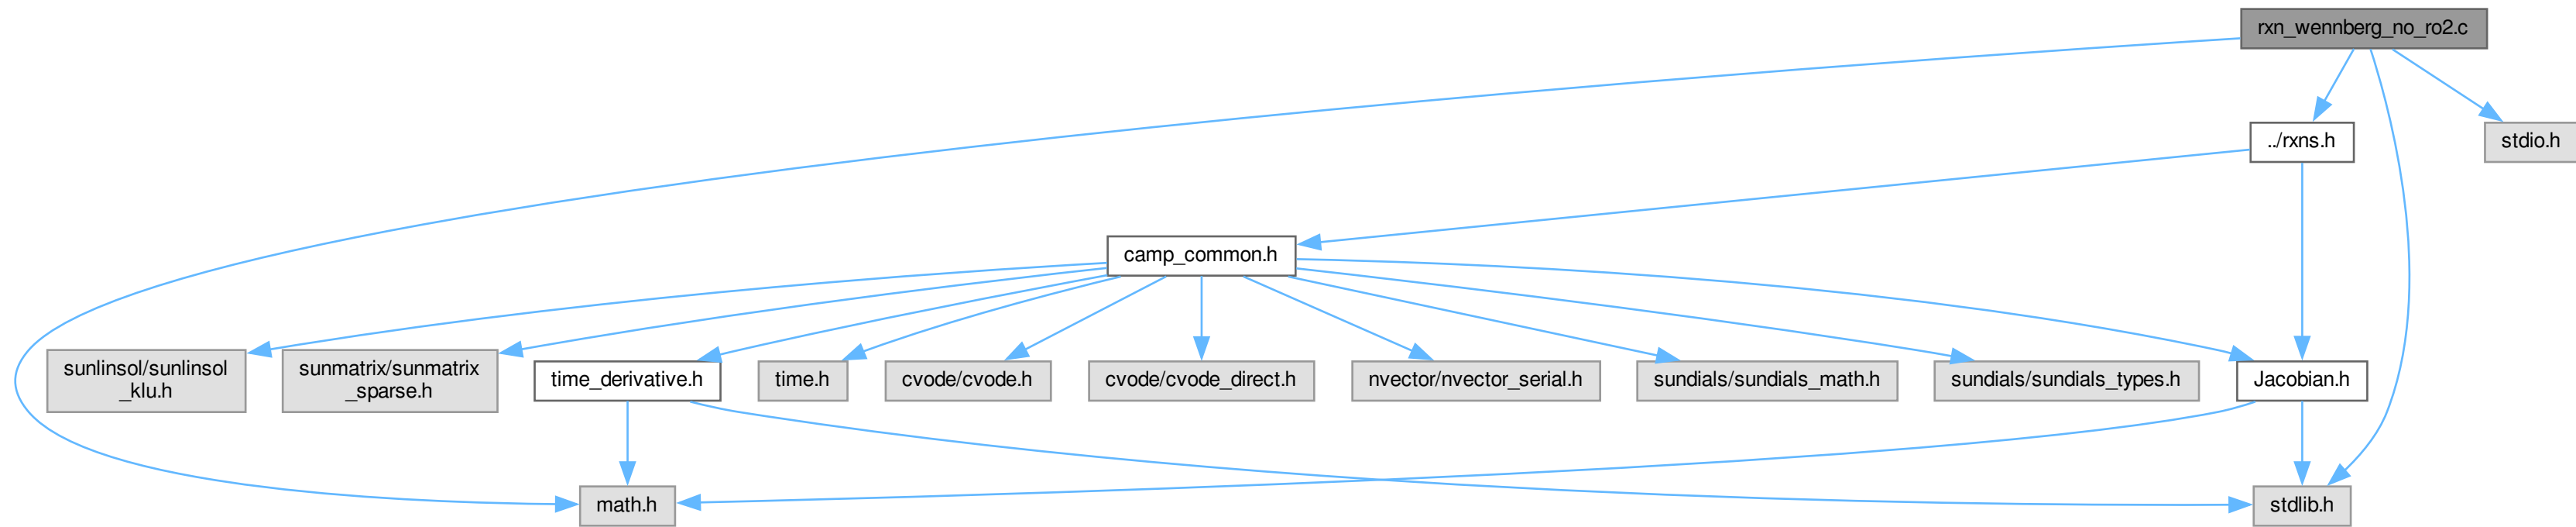 rxn_wennberg_no_ro2.c
../rxns.h
stdio.h
camp_common.h
sunlinsol/sunlinsol
_klu.h
sunmatrix/sunmatrix
_sparse.h
time_derivative.h
time.h
cvode/cvode.h
cvode/cvode_direct.h
nvector/nvector_serial.h
sundials/sundials_math.h
sundials/sundials_types.h
Jacobian.h
math.h
stdlib.h